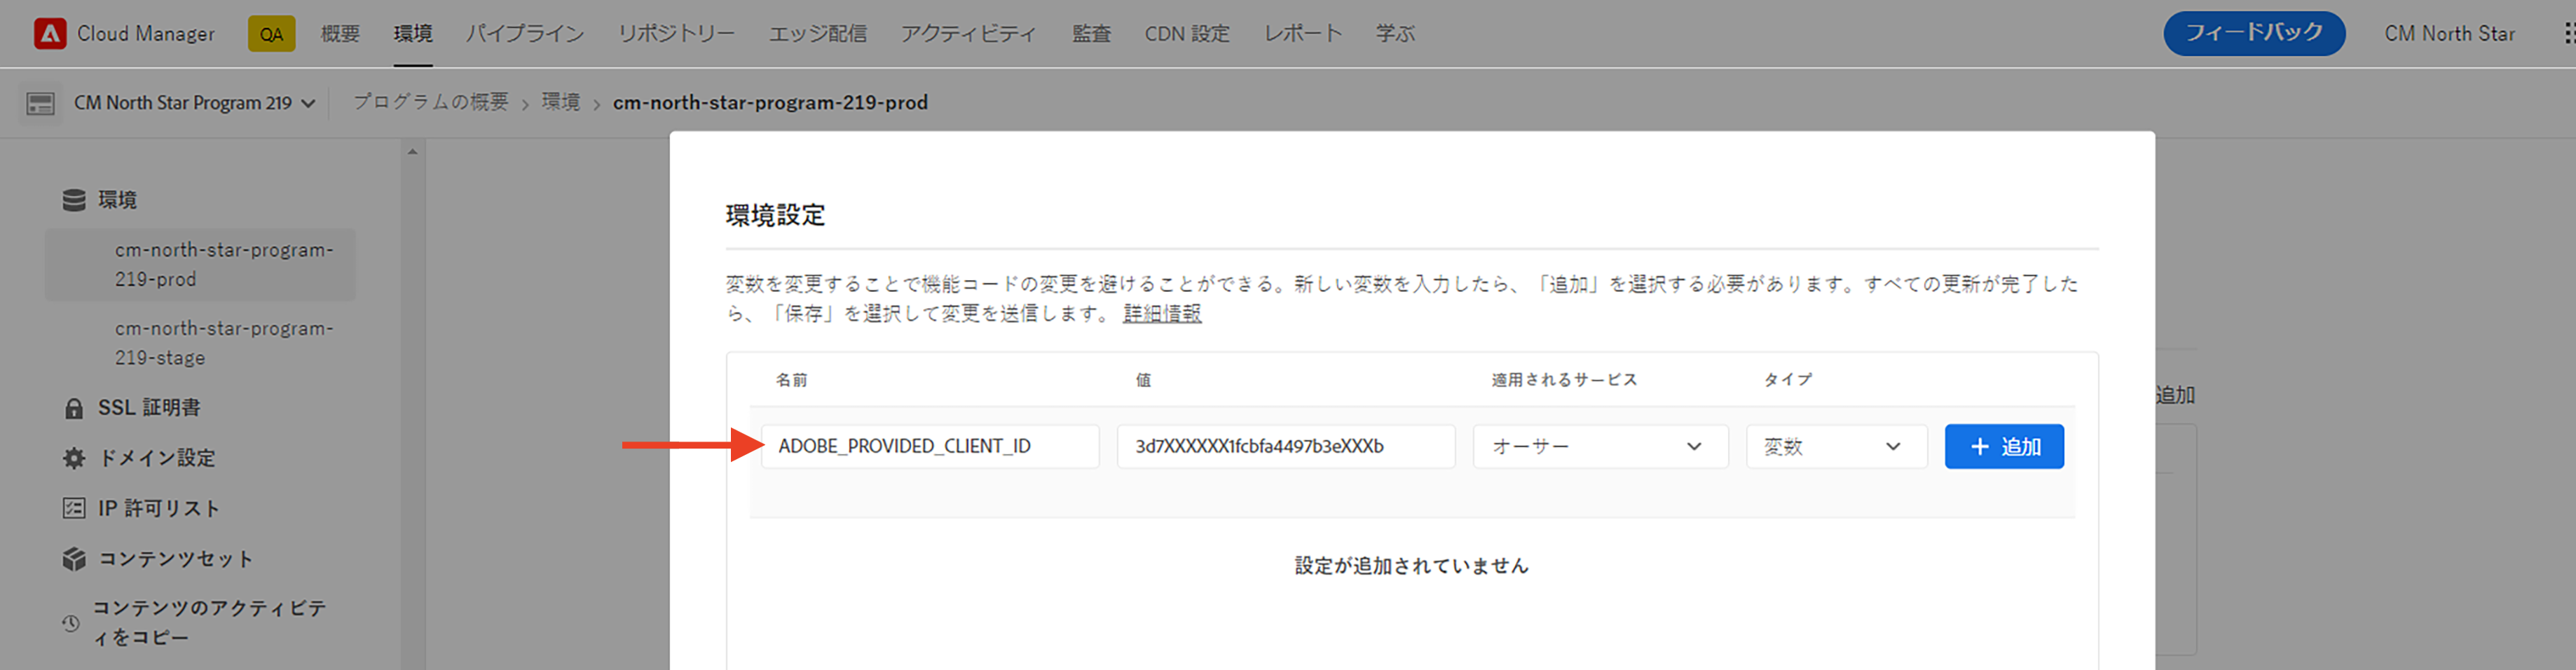 Cloud Manager QA 概要 環境 パイプライン リポジトリー エッジ配信 アクティビティ 監査 CDN 設定 レポート 学ぶ フィードバック CM North Star
CM North Star Program 219 プログラムの概要 > 環境 > cm-north-star-program-219-prod
環境
cm-north-star-program-
219-prod
cm-north-star-program-
219-stage
SSL 証明書
ドメイン設定
IP 許可リスト
コンテンツセット
コンテンツのアクティビテ
ィをコピー
環境設定
変数を変更することで機能コードの変更を避けることができる。新しい変数を入力したら、「追加」を選択する必要があります。すべての更新が完了した
ら、「保存」を選択して変更を送信します。 詳細情報
名前 値 適用されるサービス タイプ
ADOBE_PROVIDED_CLIENT_ID 3d7XXXXXX1fcbfa4497b3eXXXb オーサー 変数 + 追加
設定が追加されていません
追加